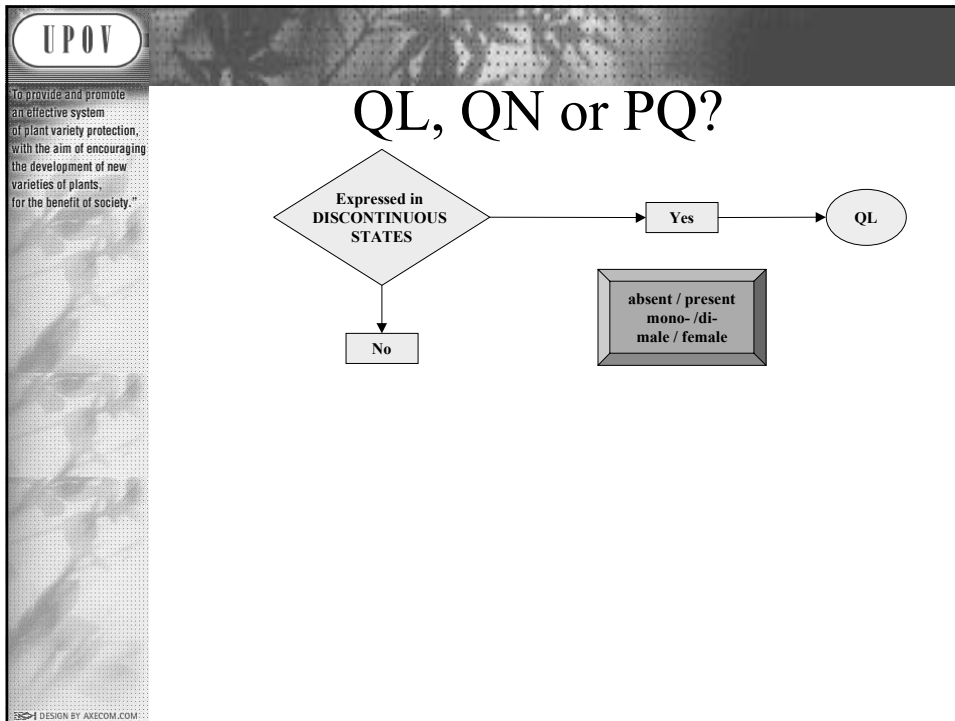 UPOV
To provide and promote
an effective system
of plant variety protection,
with the aim of encouraging
the development of new
varieties of plants,
for the benefit of society.”
QL, QN or PQ?
Expressed in
DISCONTINUOUS
STATES
Yes
QL
absent / present
mono- /di-
male / female
No
DESIGN BY AXECOM.COM